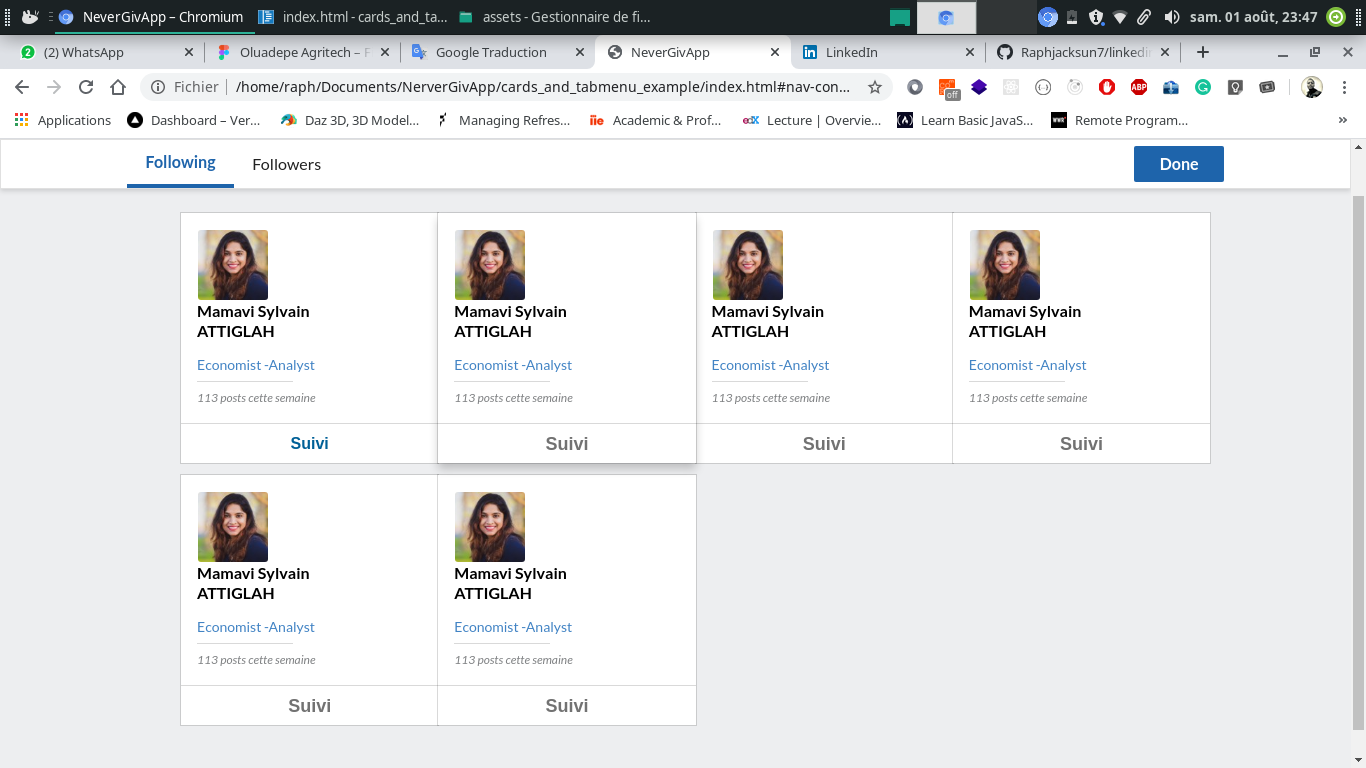 NeverGivApp – Chromium
index.html - cards_and_ta...
assets - Gestionnaire de fi...
sam. 01 août, 23:47
(2) WhatsApp
Oluadepe Agritech – F
Google Traduction
NeverGivApp
LinkedIn
Raphjacksun7/linkedin
Fichier
/home/raph/Documents/NerverGivApp/cards_and_tabmenu_example/index.html#nav-con...
off
ABP
Applications
Dashboard – Ver...
Daz 3D, 3D Model...
Managing Refres...
Academic & Prof...
Lecture | Overvie...
Learn Basic JavaS...
Remote Program...
Following
Followers
Done
Mamavi Sylvain
ATTIGLAH
Economist -Analyst
113 posts cette semaine
Suivi
Mamavi Sylvain
ATTIGLAH
Economist -Analyst
113 posts cette semaine
Suivi
Mamavi Sylvain
ATTIGLAH
Economist -Analyst
113 posts cette semaine
Suivi
Mamavi Sylvain
ATTIGLAH
Economist -Analyst
113 posts cette semaine
Suivi
Mamavi Sylvain
ATTIGLAH
Economist -Analyst
113 posts cette semaine
Suivi
Mamavi Sylvain
ATTIGLAH
Economist -Analyst
113 posts cette semaine
Suivi